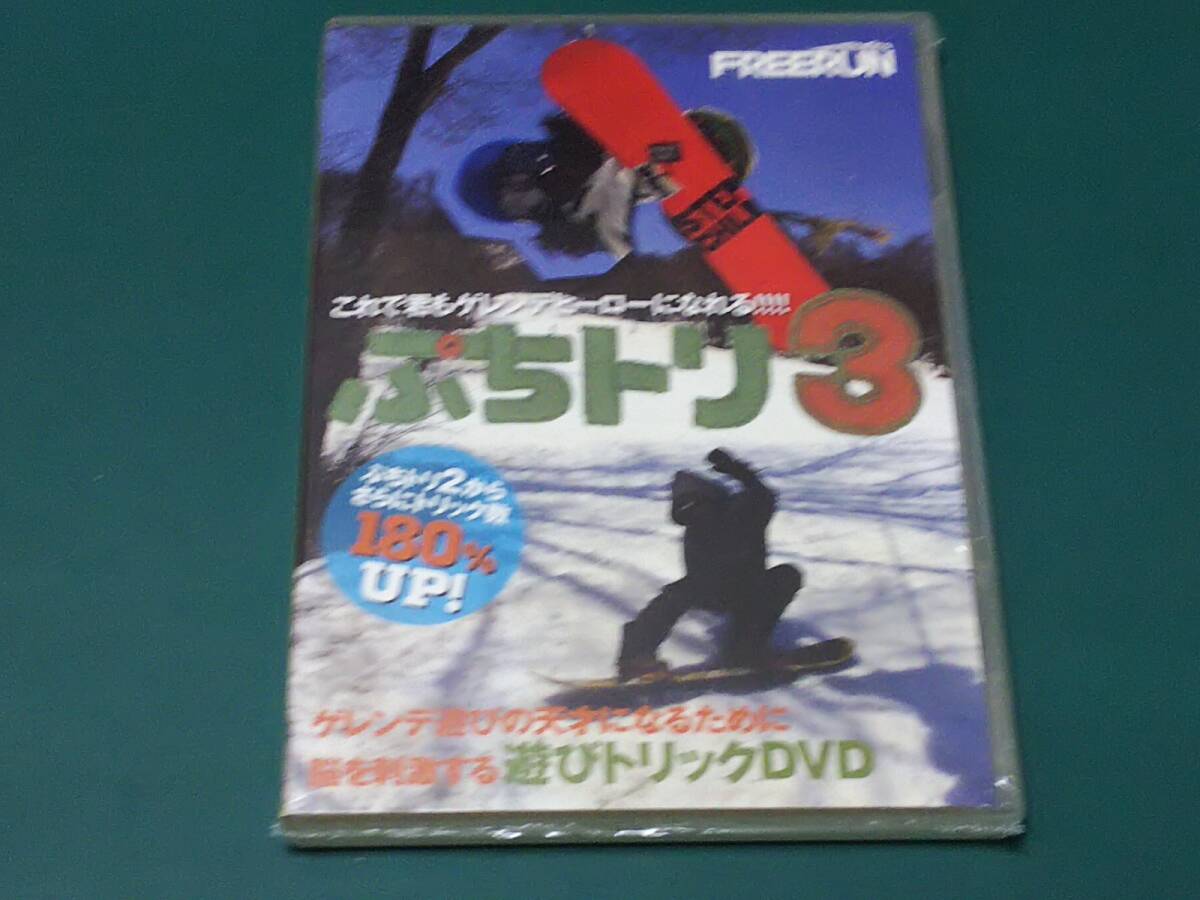 FREERUN
これで君もゲレンデヒーローになれる!!!!
ぷちトリ3
ぷちトリ2から
さらにトリック数
180%
UP!
ゲレンデ遊びの天才になるために
脳を刺激する遊びトリックDVD